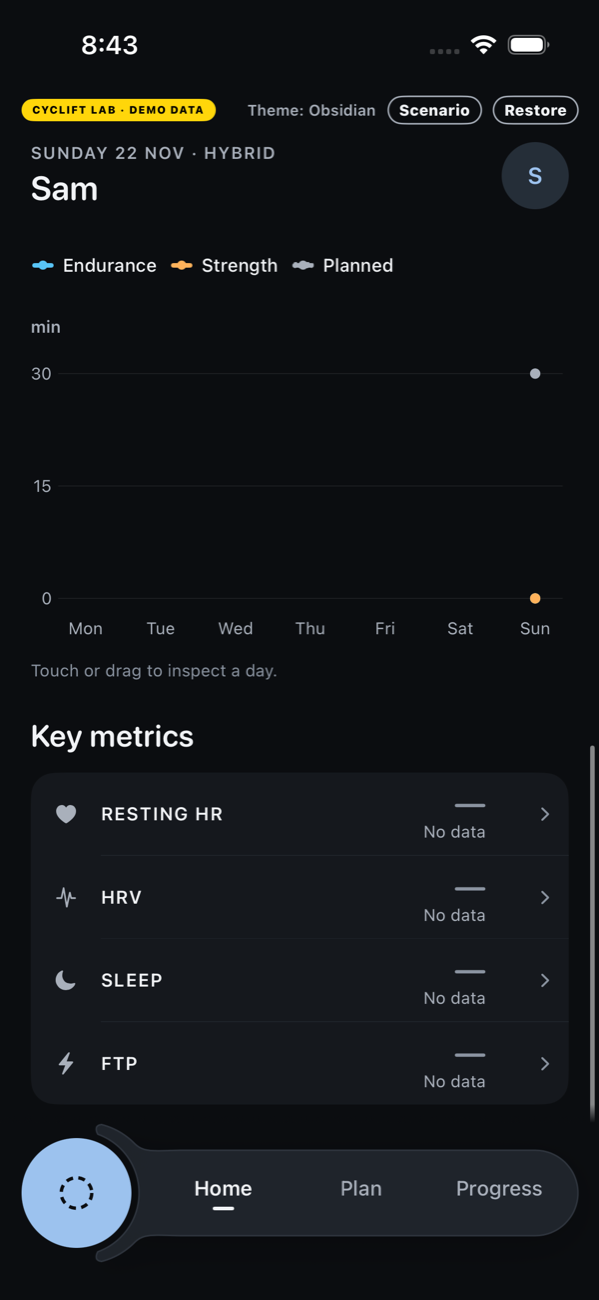 8:43
CYCLIFT LAB · DEMO DATA
Theme: Obsidian
Scenario
Restore
SUNDAY 22 NOV · HYBRID
Sam
S
Endurance
Strength
Planned
min
30
15
0
Mon Tue Wed Thu Fri Sat Sun
Touch or drag to inspect a day.
Key metrics
RESTING HR
No data
HRV
No data
SLEEP
No data
FTP
No data
Home
Plan
Progress